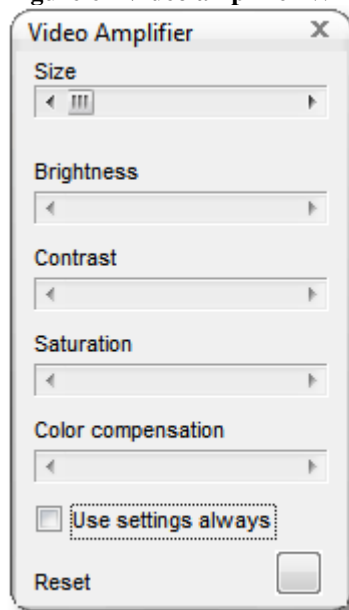 Video Amplifier X
Size
Brightness
Contrast
Saturation
Color compensation
Use settings always
Reset